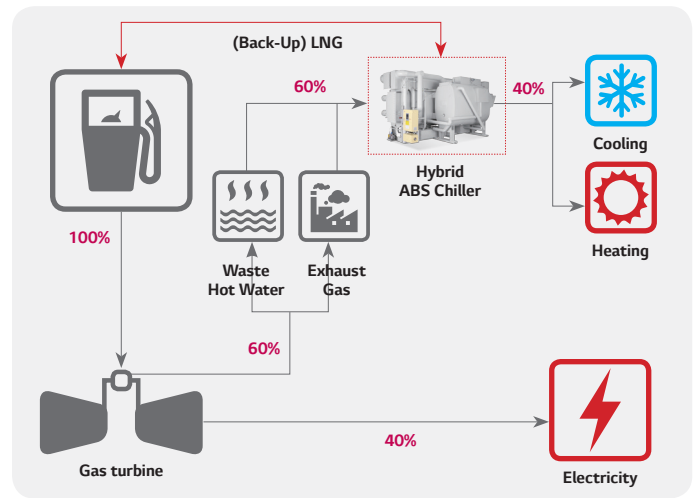 (Back-Up) LNG
60%
40%
Cooling
Hybrid
ABS Chiller
100%
Waste
Hot Water
Exhaust
Gas
Heating
60%
40%
Gas turbine
Electricity